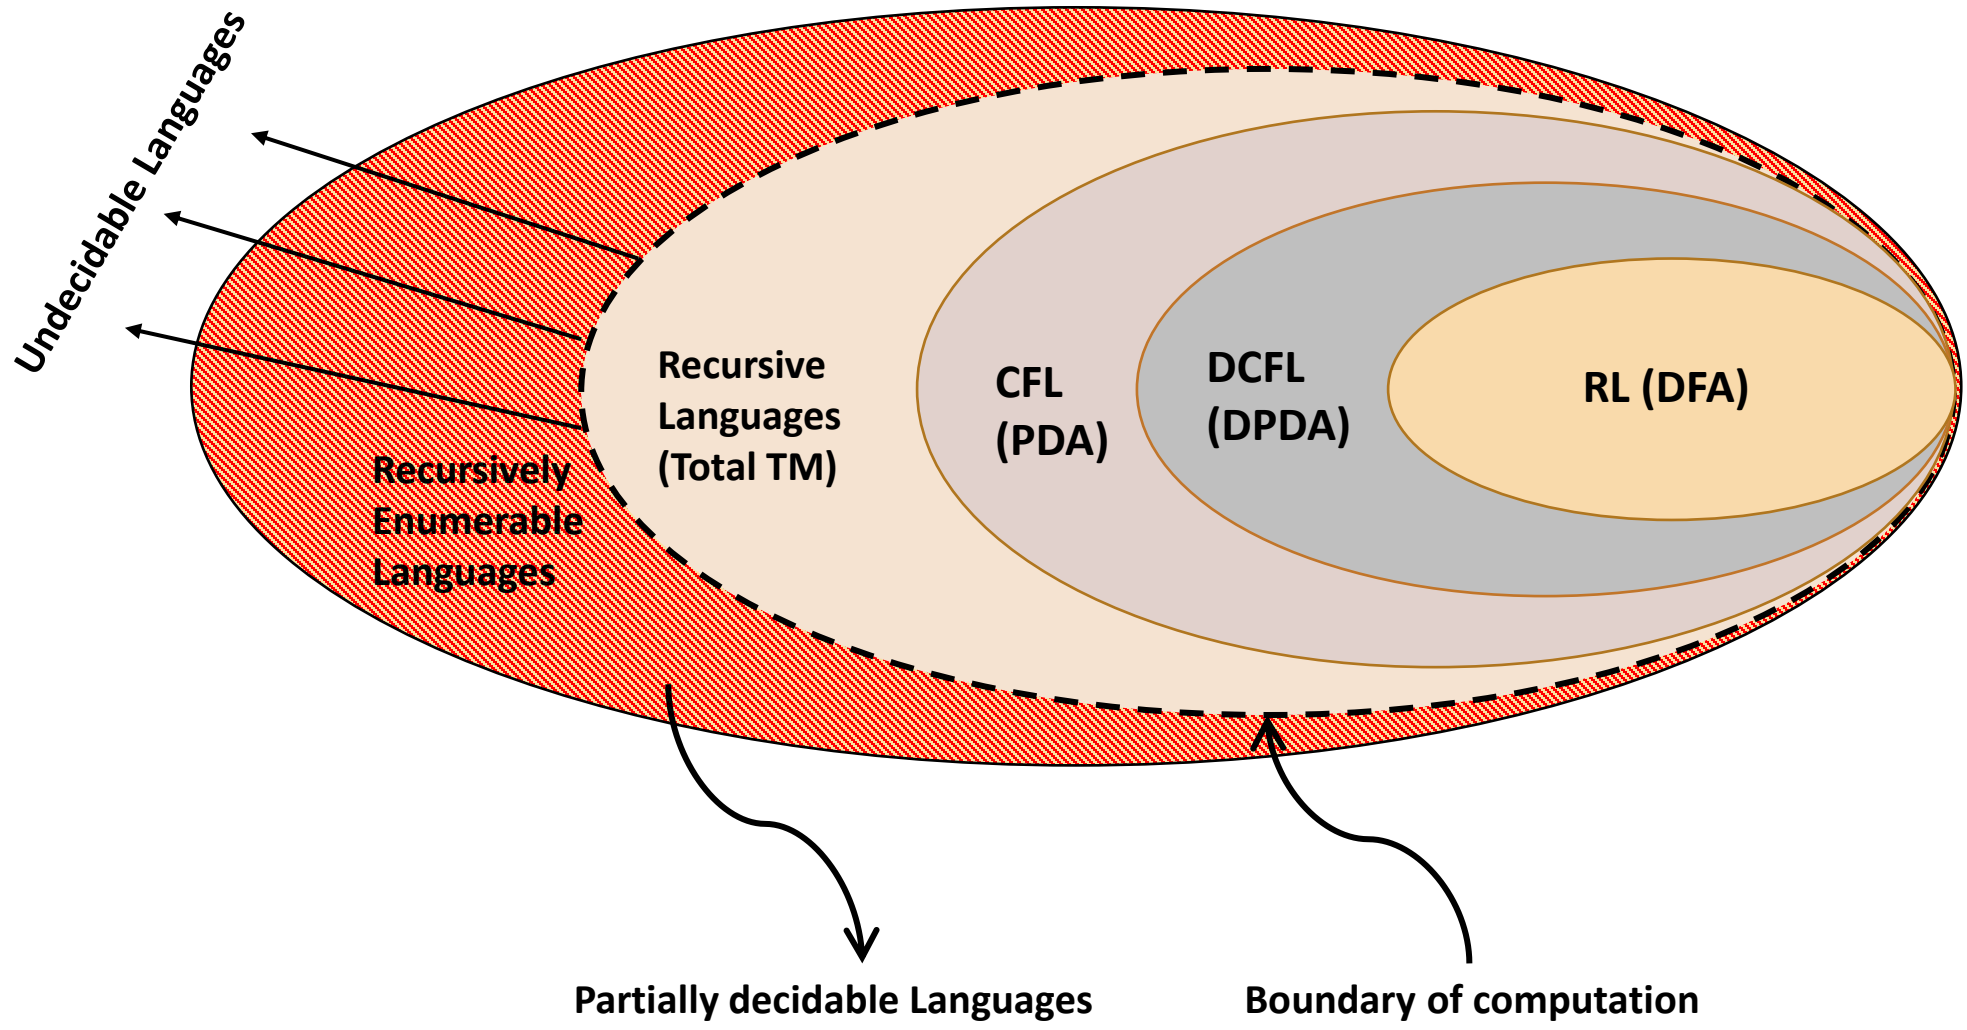 Undecidable Languages
Recursive
Languages
(Total TM)
CFL
(PDA)
DCFL
(DPDA)
RL (DFA)
Recursively
Enumerable
Languages
Partially decidable Languages
Boundary of computation